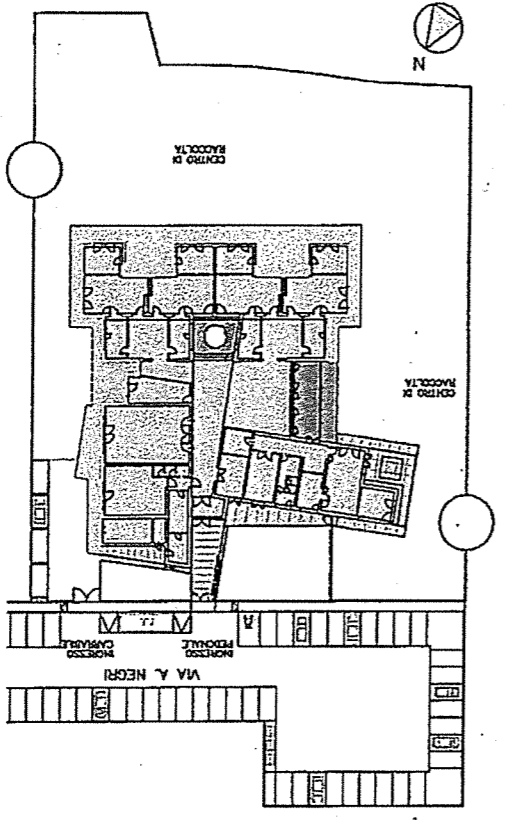 N
CENTRO DI
RACCOLTA
CENTRO DI
RACCOLTA
INGRESSO
CARRABILE
INGRESSO
PEDONALE
VIA A. NEGRI